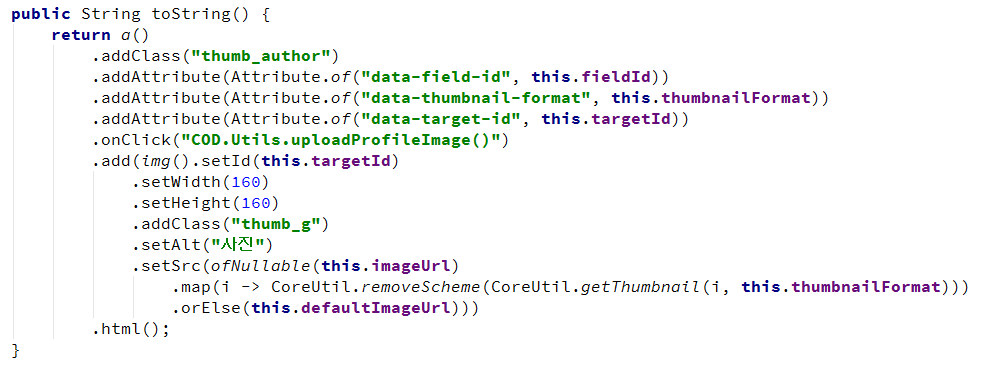 public String toString() {
    return a()
        .addClass("thumb_author")
        .addAttribute(Attribute.of("data-field-id", this.fieldId))
        .addAttribute(Attribute.of("data-thumbnail-format", this.thumbnailFormat))
        .addAttribute(Attribute.of("data-target-id", this.targetId))
        .onClick("COD.Utils.uploadProfileImage()")
        .add(img().setId(this.targetId)
            .setWidth(160)
            .setHeight(160)
            .addClass("thumb_g")
            .setAlt("사진")
            .setSrc(ofNullable(this.imageUrl)
                .map(i -> CoreUtil.removeScheme(CoreUtil.getThumbnail(i, this.thumbnailFormat)))
                .orElse(this.defaultImageUrl)))
        .html();
}